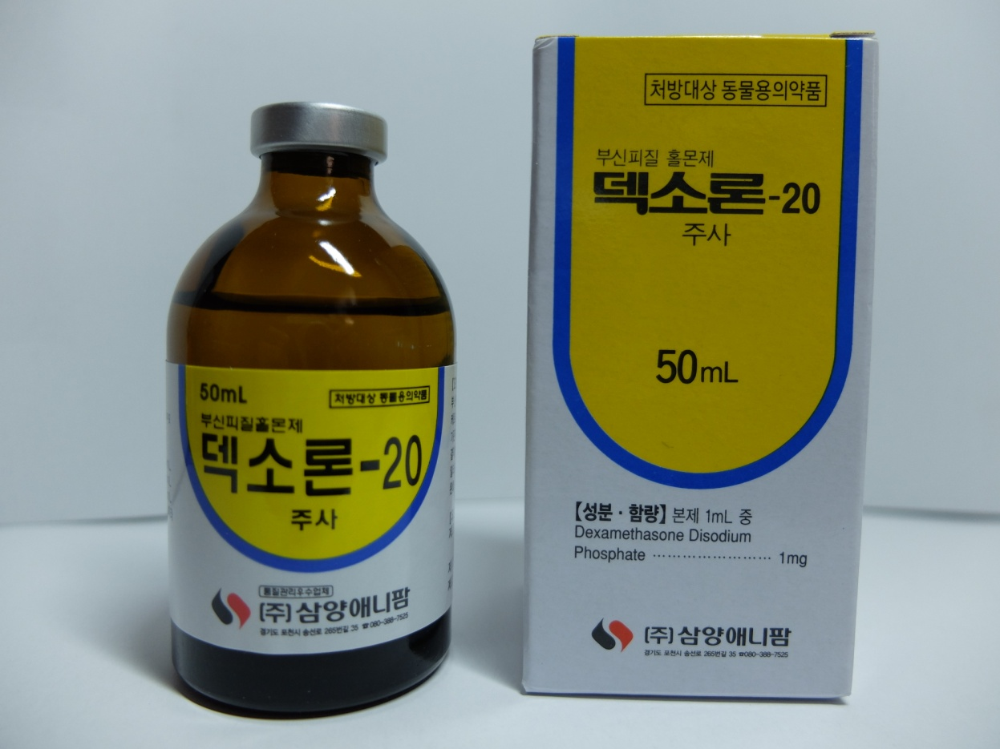 50mL
처방대상 동물용의약품
부신피질홀몬제
덱소론-20
주사
품질관리우수업체
(주)삼양애니팜
경기도 포천시 송선로 265번길 35 ☎080-388-7525
처방대상 동물용의약품
부신피질 홀몬제
덱소론-20
주사
50mL
【성분·함량】 본제 1mL 중
Dexamethasone Disodium
Phosphate ························ 1mg
(주)삼양애니팜
경기도 포천시 송선로 265번길 35 ☎080-388-7525